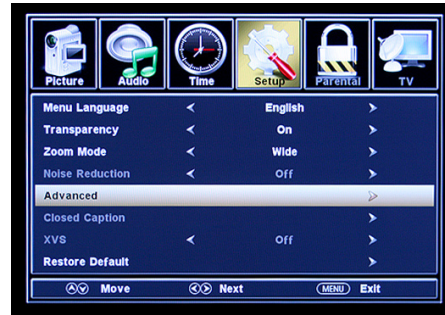 Picture Audio Time Setup Parental TV
Menu Language English
Transparency On
Zoom Mode Wide
Noise Reduction Off
Advanced
Closed Caption
XVS Off
Restore Default
Move Next MENU Exit